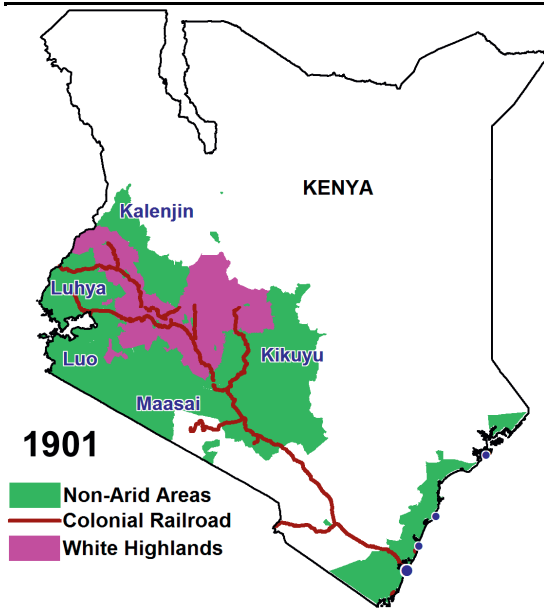 KENYA
Kalenjin
Luhya
Luo
Kikuyu
Maasai
1901
Non-Arid Areas
Colonial Railroad
White Highlands